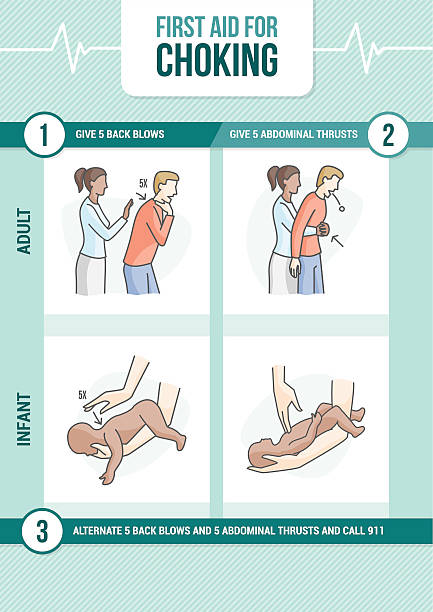 FIRST AID FOR
CHOKING
1 GIVE 5 BACK BLOWS
GIVE 5 ABDOMINAL THRUSTS 2
ADULT
5X
INFANT
5X
3 ALTERNATE 5 BACK BLOWS AND 5 ABDOMINAL THRUSTS AND CALL 911